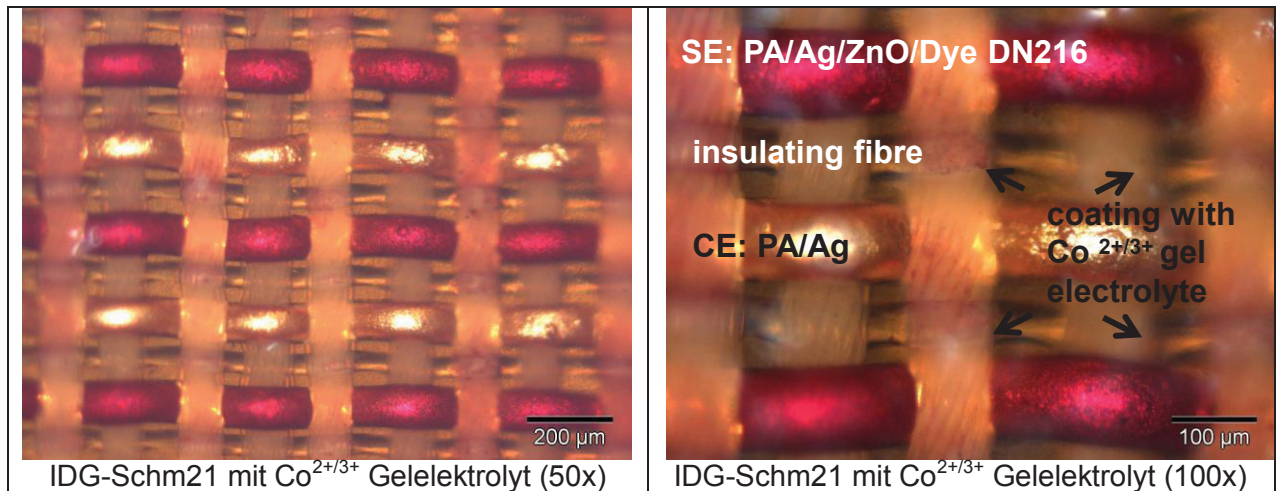 200 µm
IDG-Schm21 mit Co²⁺/³⁺ Gelelektrolyt (50x)
SE: PA/Ag/ZnO/Dye DN216
insulating fibre
CE: PA/Ag
coating with
Co ²⁺/³⁺ gel
electrolyte
100 µm
IDG-Schm21 mit Co²⁺/³⁺ Gelelektrolyt (100x)